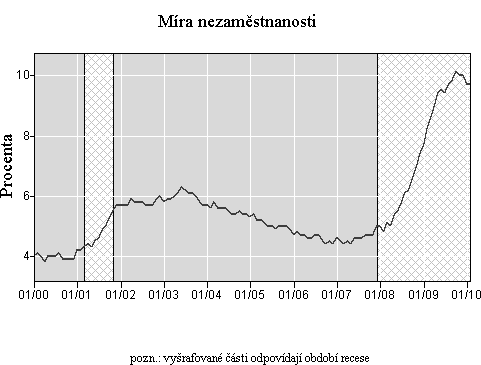 Míra nezaměstnanosti
Procenta
10
8
6
4
01/00 01/01 01/02 01/03 01/04 01/05 01/06 01/07 01/08 01/09 01/10
pozn.: vyšrafované části odpovídají období recese